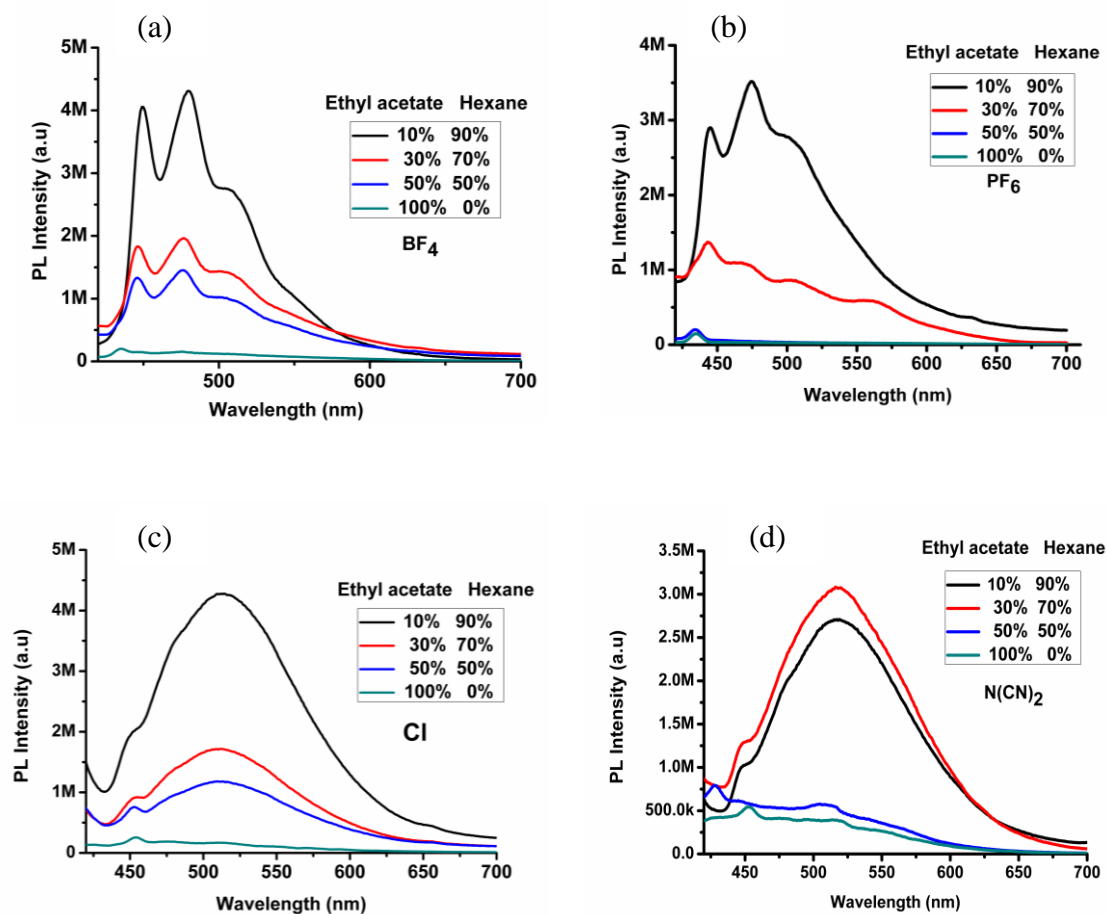 (a)
5M
4M
3M
2M
1M
0
PL Intensity (a.u)
500 600 700
Wavelength (nm)
Ethyl acetate Hexane
10% 90%
30% 70%
50% 50%
100% 0%
BF4
(b)
4M
3M
2M
1M
0
PL Intensity (a.u)
450 500 550 600 650 700
Wavelength (nm)
Ethyl acetate Hexane
10% 90%
30% 70%
50% 50%
100% 0%
PF6
(c)
5M
4M
3M
2M
1M
0
PL Intensity (a.u)
450 500 550 600 650 700
Wavelength (nm)
Ethyl acetate Hexane
10% 90%
30% 70%
50% 50%
100% 0%
Cl
(d)
3.5M
3.0M
2.5M
2.0M
1.5M
1.0M
500.0k
0.0
PL Intensity (a.u)
450 500 550 600 650 700
Wavelength (nm)
Ethyl acetate Hexane
10% 90%
30% 70%
50% 50%
100% 0%
N(CN)2